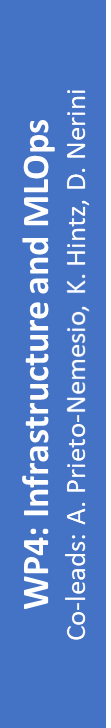 WP4: Infrastructure and MLOps
Co-leads: A. Prieto-Nemesio, K. Hintz, D. Nerini